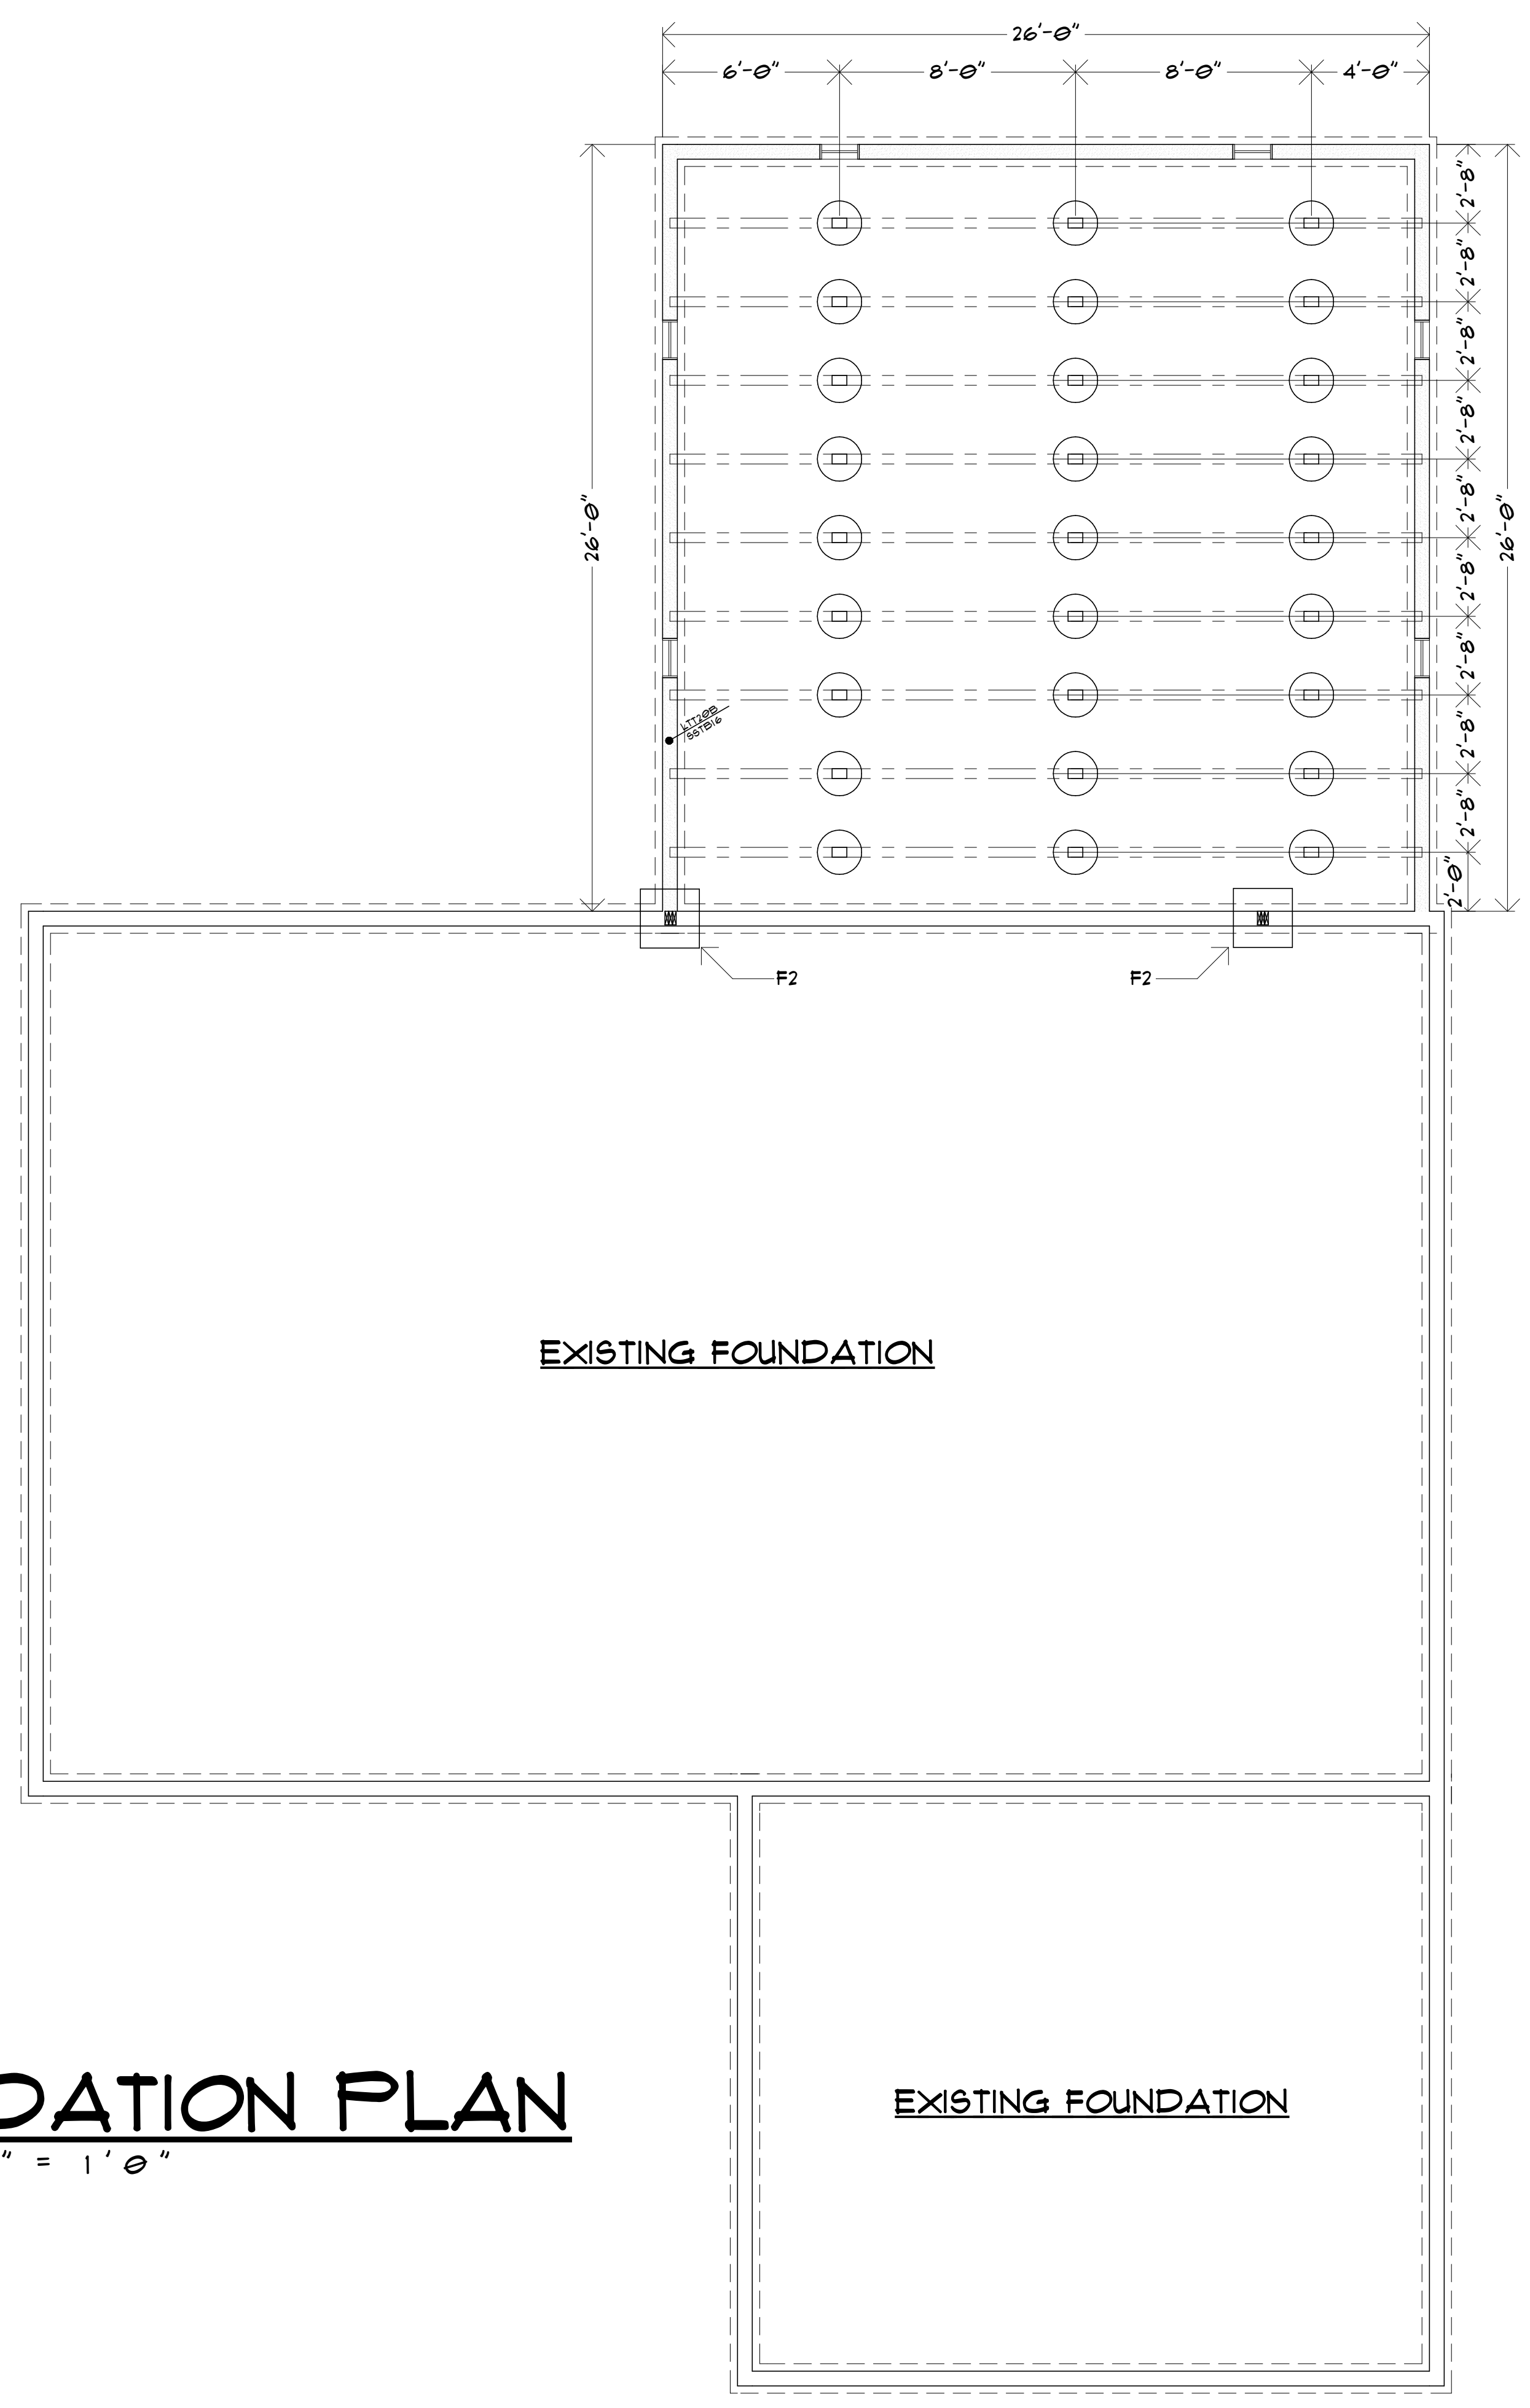 26'-0"
6'-0" 8'-0" 8'-0" 4'-0"
2'-8"
2'-8"
2'-8"
2'-8"
2'-8"
2'-8"
2'-8"
2'-8"
2'-8"
2'-0"
26'-0"
26'-0"
LTT20B
SSTB16
F2
F2
EXISTING FOUNDATION
EXISTING FOUNDATION
DATION PLAN
" = 1'0"